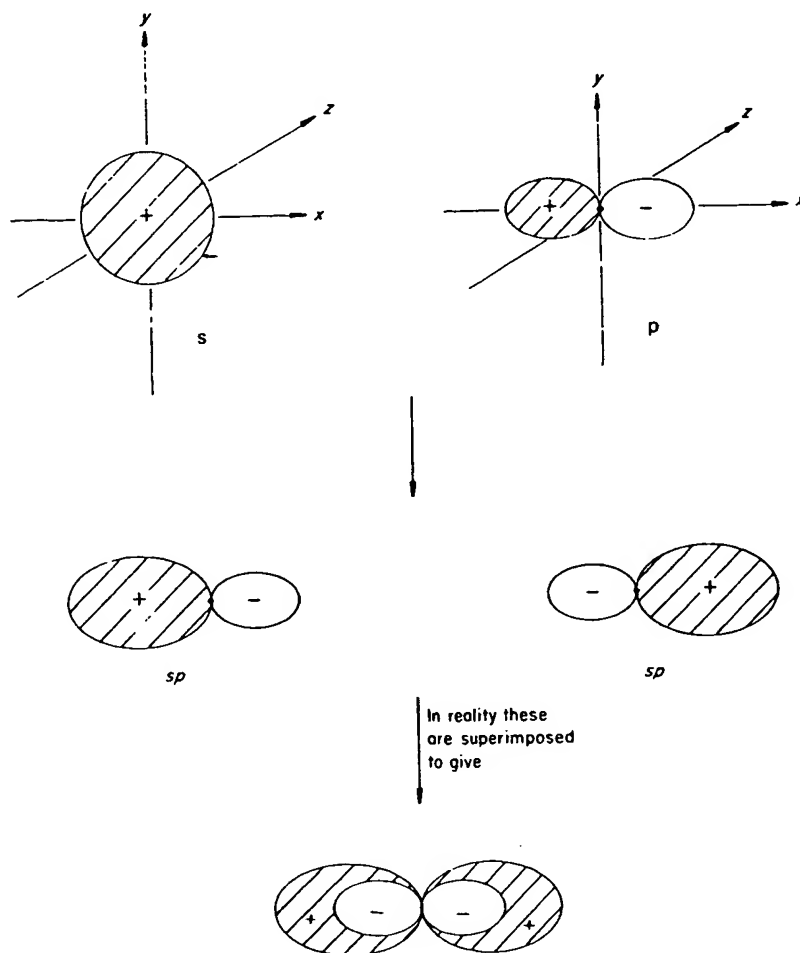 y
y
z
z
+
x
+
-
x
-
s
p
+
-
-
+
sp
sp
In reality these
are superimposed
to give
+
-
-
+